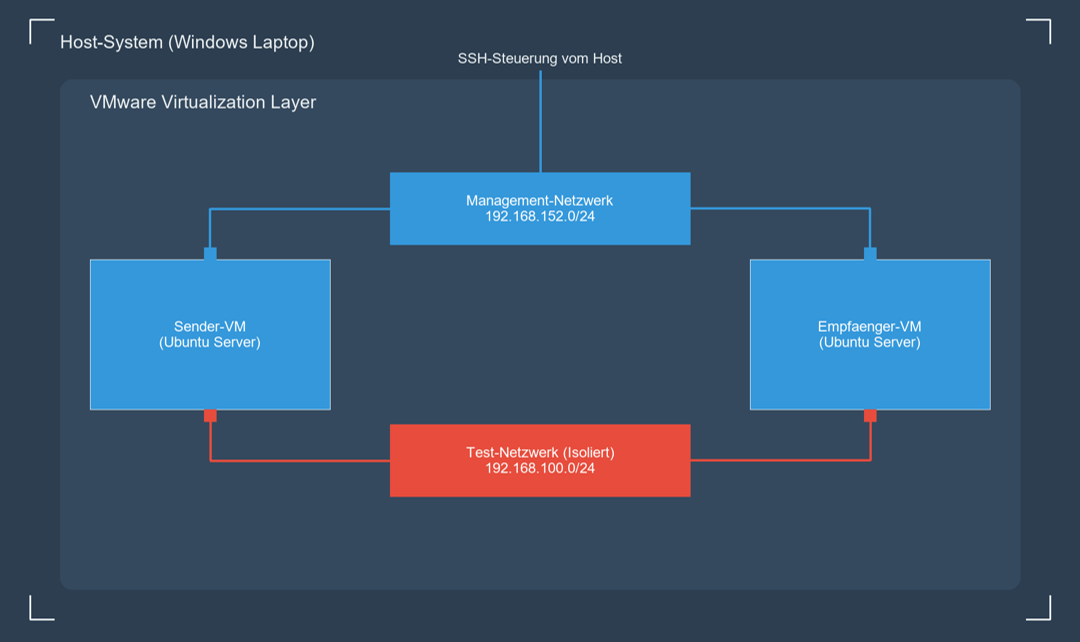 Host-System (Windows Laptop)
SSH-Steuerung vom Host
VMware Virtualization Layer
Management-Netzwerk
192.168.152.0/24
Sender-VM
(Ubuntu Server)
Empfaenger-VM
(Ubuntu Server)
Test-Netzwerk (Isoliert)
192.168.100.0/24